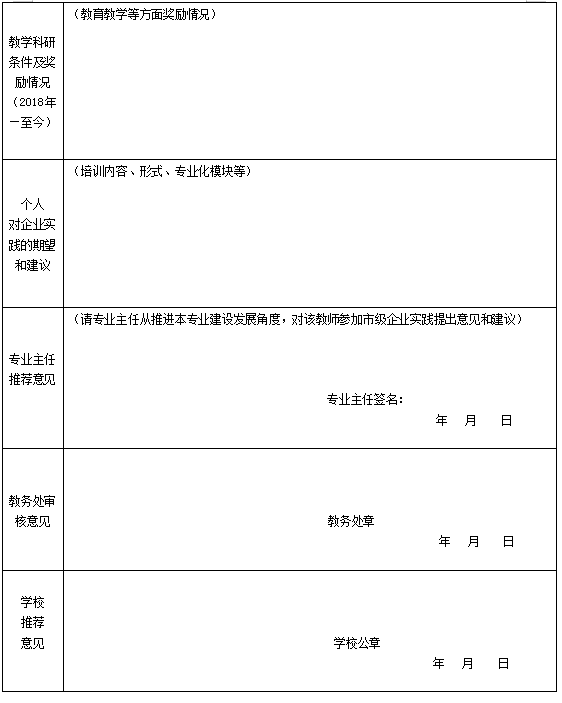 教学科研
条件及奖
励情况
（2018年
—至今）
（教育教学等方面奖励情况）
个人
对企业实
践的期望
和建议
（培训内容、形式、专业化模块等）
专业主任
推荐意见
（请专业主任从推进本专业建设发展角度，对该教师参加市级企业实践提出意见和建议）
专业主任签名：
年 月 日
教务处审
核意见
教务处章
年 月 日
学校
推荐
意见
学校公章
年 月 日